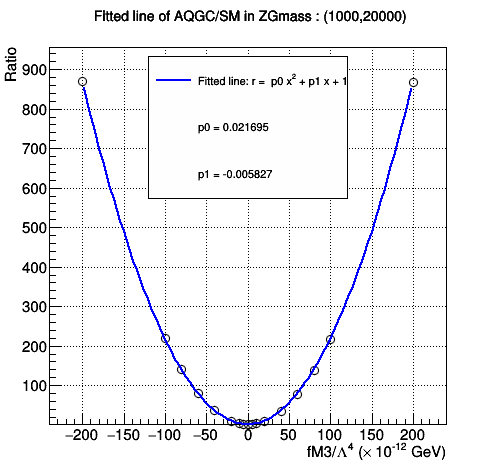 FItted line of AQGC/SM in ZGmass : (1000,20000)
Ratio
900
800
700
600
500
400
300
200
100
Fitted line: r = p0 x² + p1 x + 1
p0 = 0.021695
p1 = -0.005827
−200 −150 −100 −50 0 50 100 150 200
fM3/Λ⁴ (× 10⁻¹² GeV)